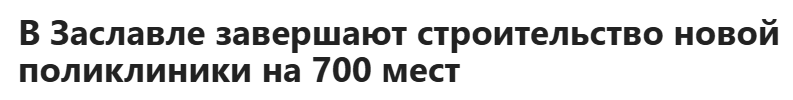 В Заславле завершают строительство новой
поликлиники на 700 мест